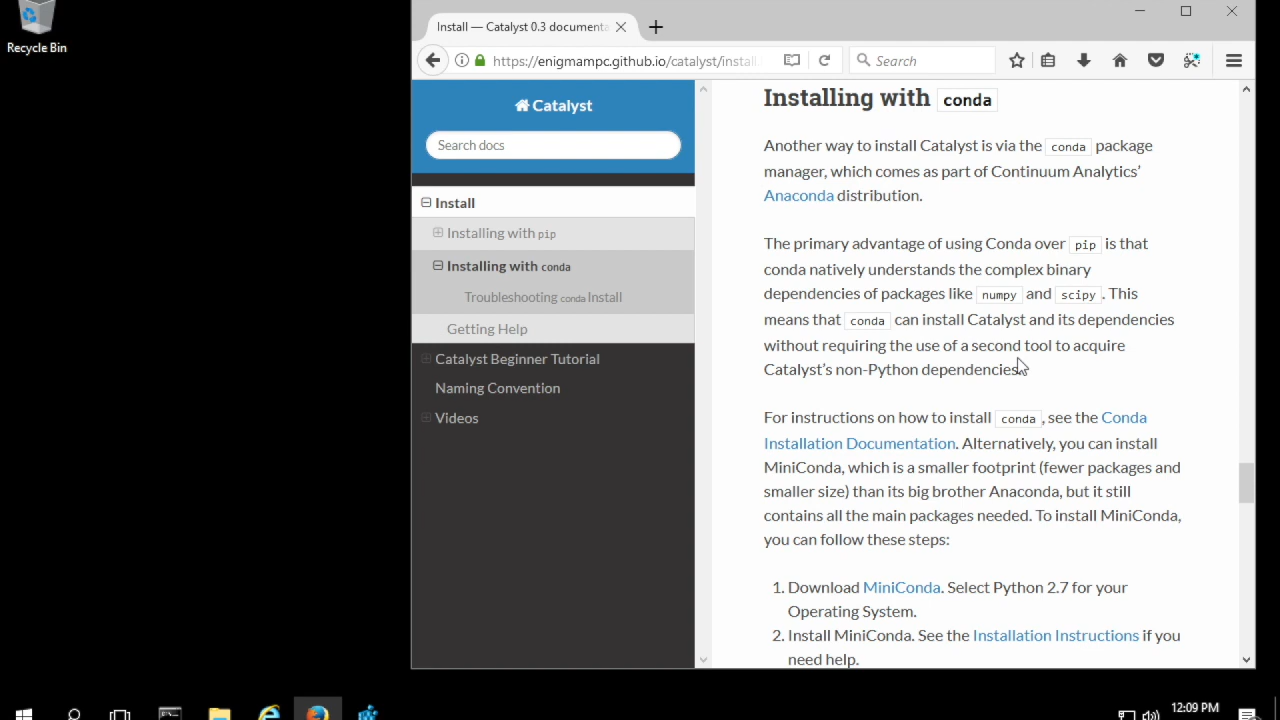 Recycle Bin
Install — Catalyst 0.3 documenta
https://enigmampc.github.io/catalyst/install.
Search
Catalyst
Search docs
Install
Installing with pip
Installing with conda
Troubleshooting conda Install
Getting Help
Catalyst Beginner Tutorial
Naming Convention
Videos
Installing with conda
Another way to install Catalyst is via the conda package
manager, which comes as part of Continuum Analytics’
Anaconda distribution.
The primary advantage of using Conda over pip is that
conda natively understands the complex binary
dependencies of packages like numpy and scipy. This
means that conda can install Catalyst and its dependencies
without requiring the use of a second tool to acquire
Catalyst’s non-Python dependencies.
For instructions on how to install conda, see the Conda
Installation Documentation. Alternatively, you can install
MiniConda, which is a smaller footprint (fewer packages and
smaller size) than its big brother Anaconda, but it still
contains all the main packages needed. To install MiniConda,
you can follow these steps:
1. Download MiniConda. Select Python 2.7 for your
Operating System.
2. Install MiniConda. See the Installation Instructions if you
need help.
12:09 PM